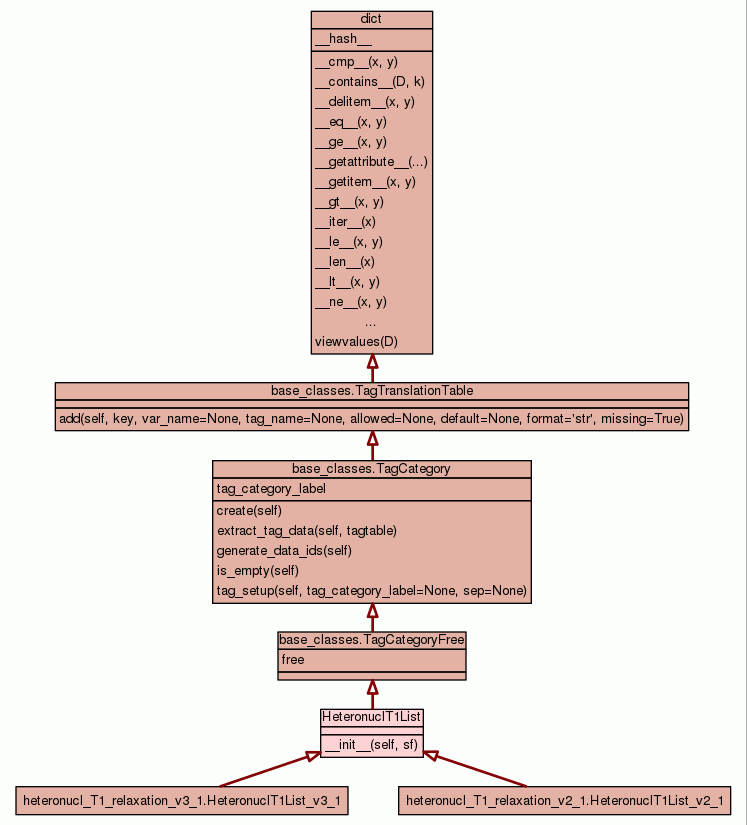 dict
__hash__
__cmp__(x, y)
__contains__(D, k)
__delitem__(x, y)
__eq__(x, y)
__ge__(x, y)
__getattribute__(...)
__getitem__(x, y)
__gt__(x, y)
__iter__(x)
__le__(x, y)
__len__(x)
__lt__(x, y)
__ne__(x, y)
...
viewvalues(D)
base_classes.TagTranslationTable
add(self, key, var_name=None, tag_name=None, allowed=None, default=None, format='str', missing=True)
base_classes.TagCategory
tag_category_label
create(self)
extract_tag_data(self, tagtable)
generate_data_ids(self)
is_empty(self)
tag_setup(self, tag_category_label=None, sep=None)
base_classes.TagCategoryFree
free
HeteronuclT1List
__init__(self, sf)
heteronucl_T1_relaxation_v3_1.HeteronuclT1List_v3_1
heteronucl_T1_relaxation_v2_1.HeteronuclT1List_v2_1